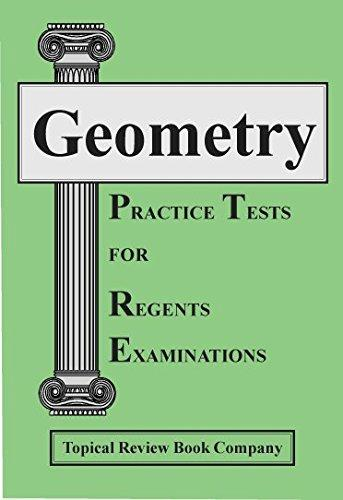 Geometry
PRACTICE TESTS
FOR
REGENTS
EXAMINATIONS
Topical Review Book Company